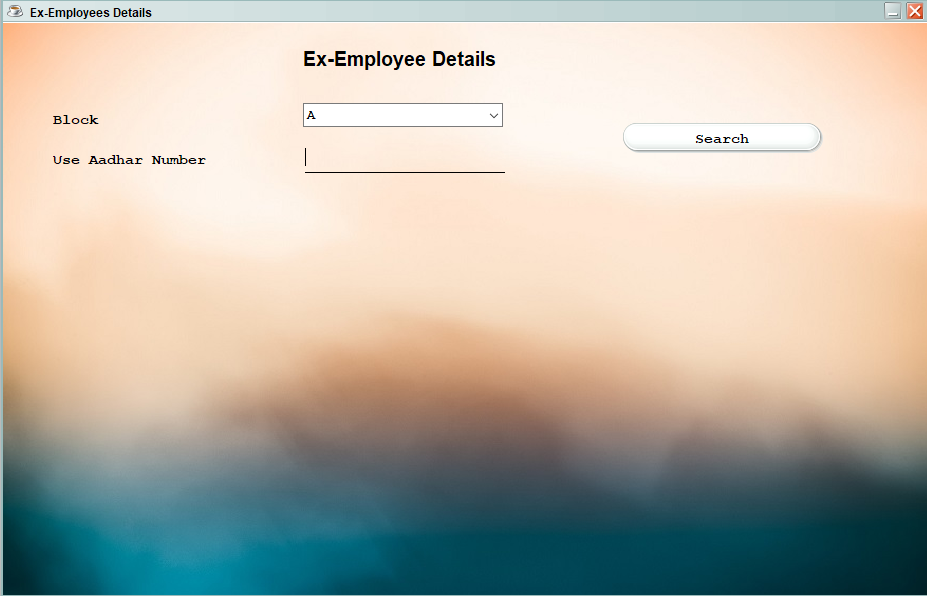 Ex-Employees Details
Ex-Employee Details
Block
A
Search
Use Aadhar Number